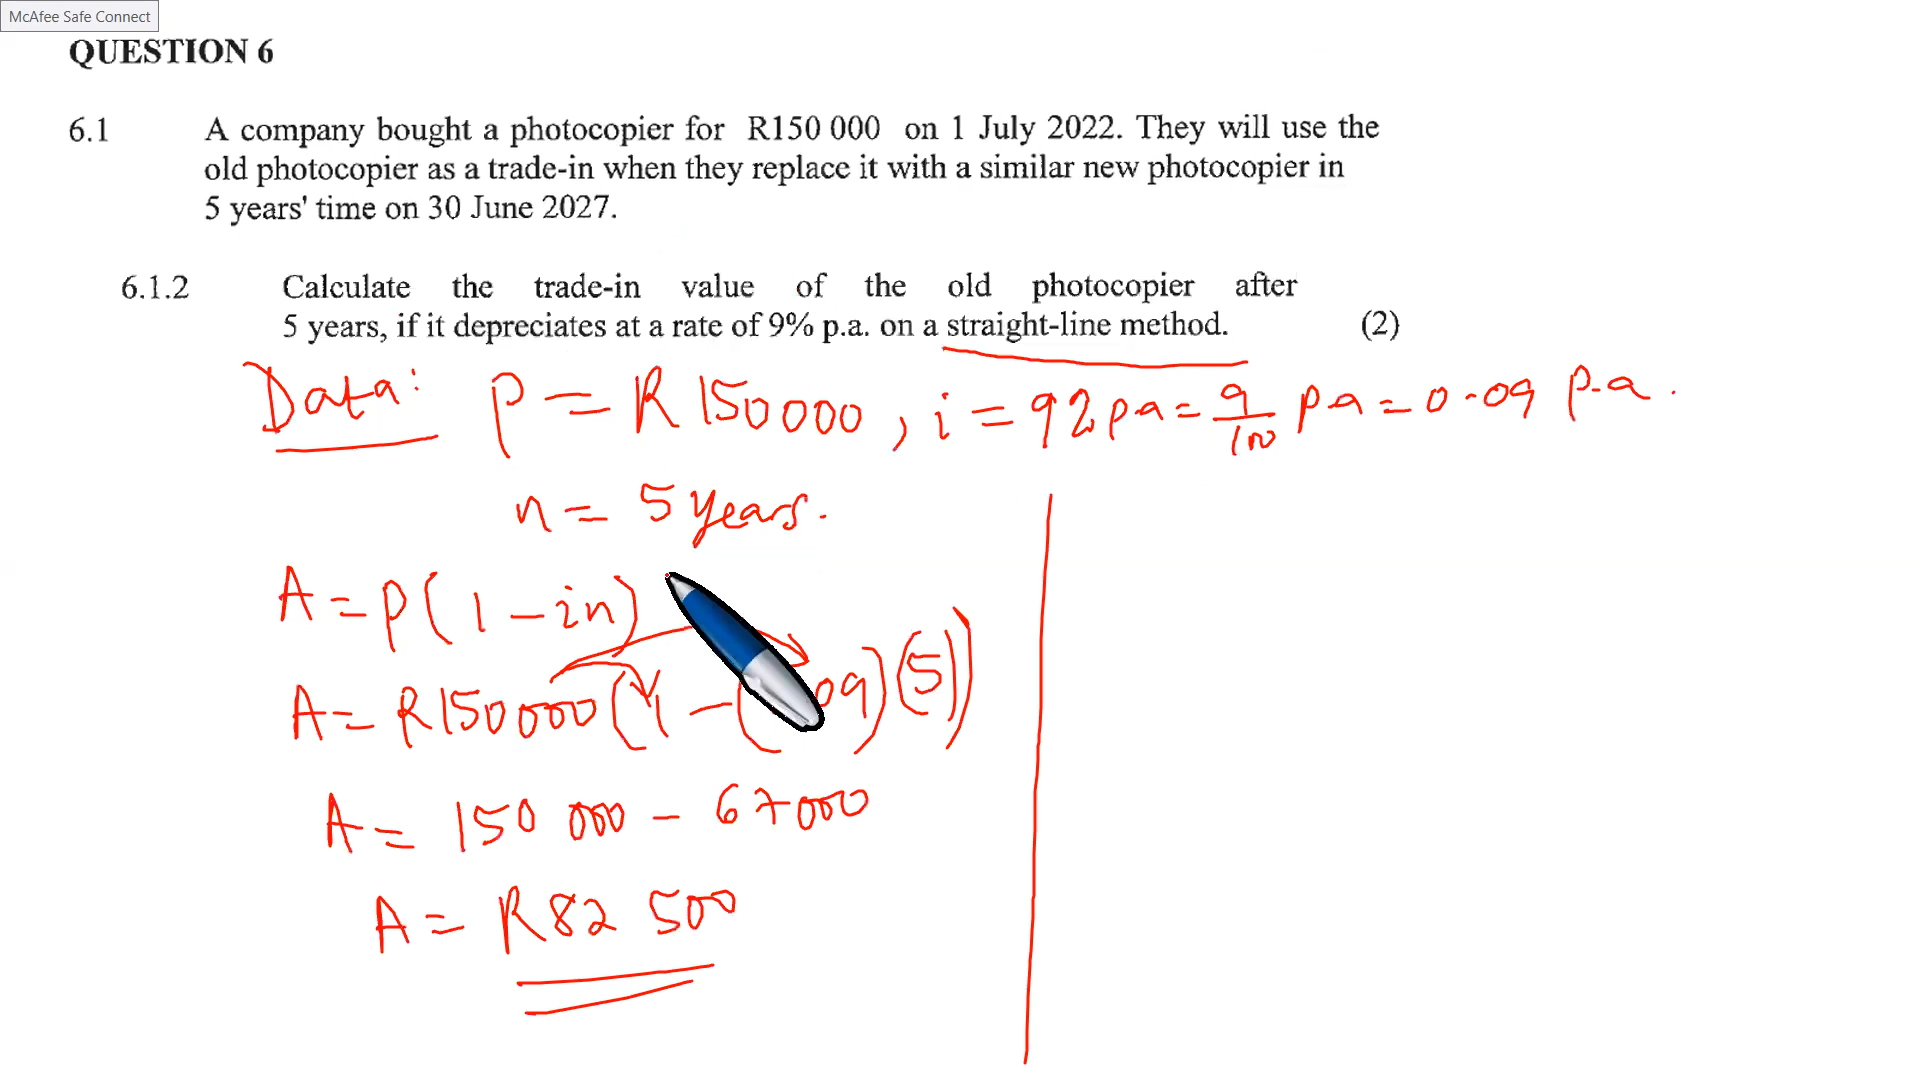 McAfee Safe Connect
QUESTION 6
6.1 A company bought a photocopier for R150 000 on 1 July 2022. They will use the
old photocopier as a trade-in when they replace it with a similar new photocopier in
5 years' time on 30 June 2027.
6.1.2 Calculate the trade-in value of the old photocopier after
5 years, if it depreciates at a rate of 9% p.a. on a straight-line method. (2)
Data: P = R150000, i = 9% pa = 9/100 pa = 0.09 p.a.
n = 5 years.
A = P(1 - in)
A = R150000(1 - (09)(5))
A = 150 000 - 67000
A = R82 500